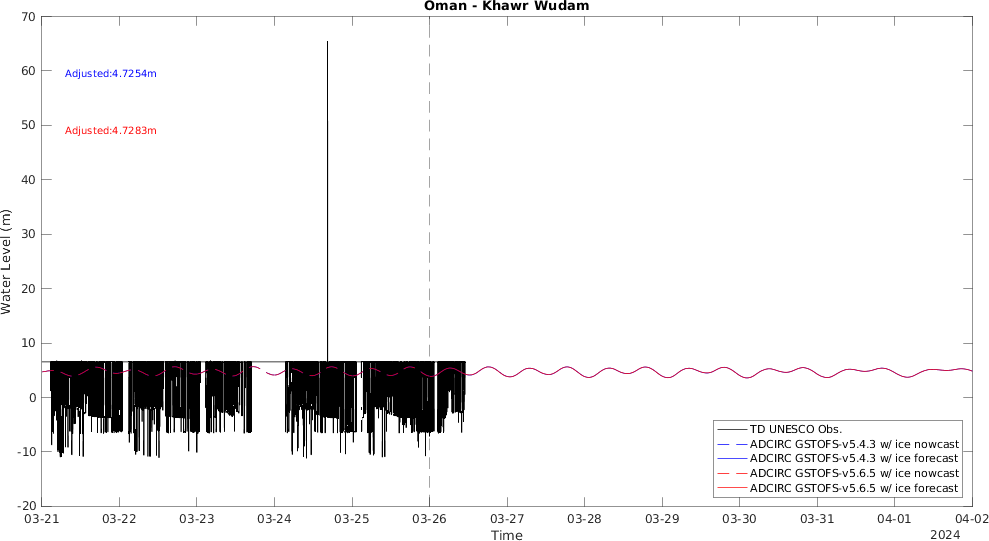 Oman - Khawr Wudam
Adjusted:4.7254m
Adjusted:4.7283m
Water Level (m)
70
60
50
40
30
20
10
0
-10
-20
03-21
03-22
03-23
03-24
03-25
03-26
03-27
03-28
03-29
03-30
03-31
04-01
04-02
Time
2024
TD UNESCO Obs.
ADCIRC GSTOFS-v5.4.3 w/ ice nowcast
ADCIRC GSTOFS-v5.4.3 w/ ice forecast
ADCIRC GSTOFS-v5.6.5 w/ ice nowcast
ADCIRC GSTOFS-v5.6.5 w/ ice forecast